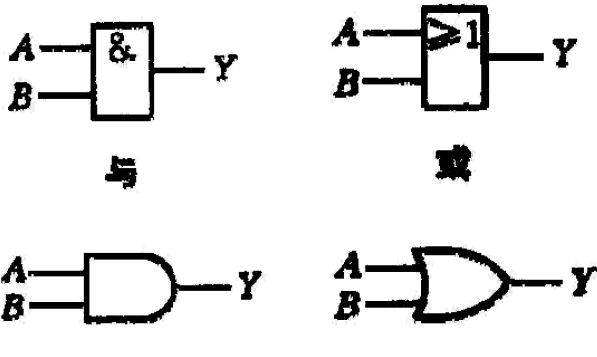 A & Y A ≥1 Y
B B
与 或
A Y A Y
B B